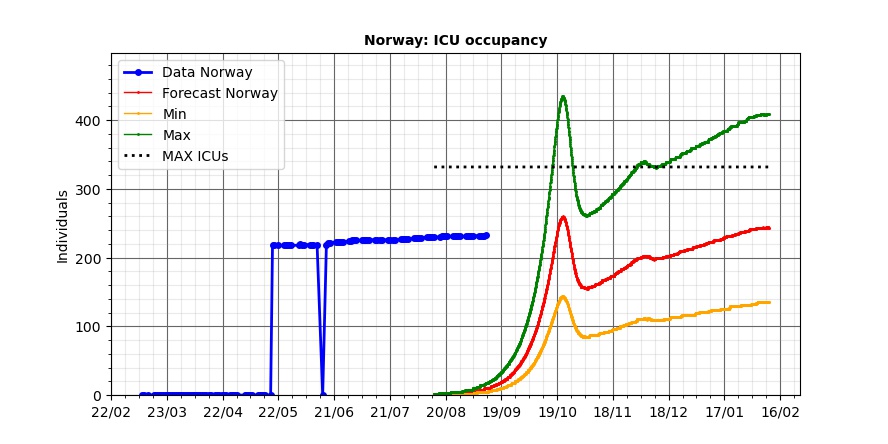 Norway: ICU occupancy
Data Norway
Forecast Norway
Min
Max
MAX ICUs
Individuals
400
300
200
100
0
22/02 23/03 22/04 22/05 21/06 21/07 20/08 19/09 19/10 18/11 18/12 17/01 16/02